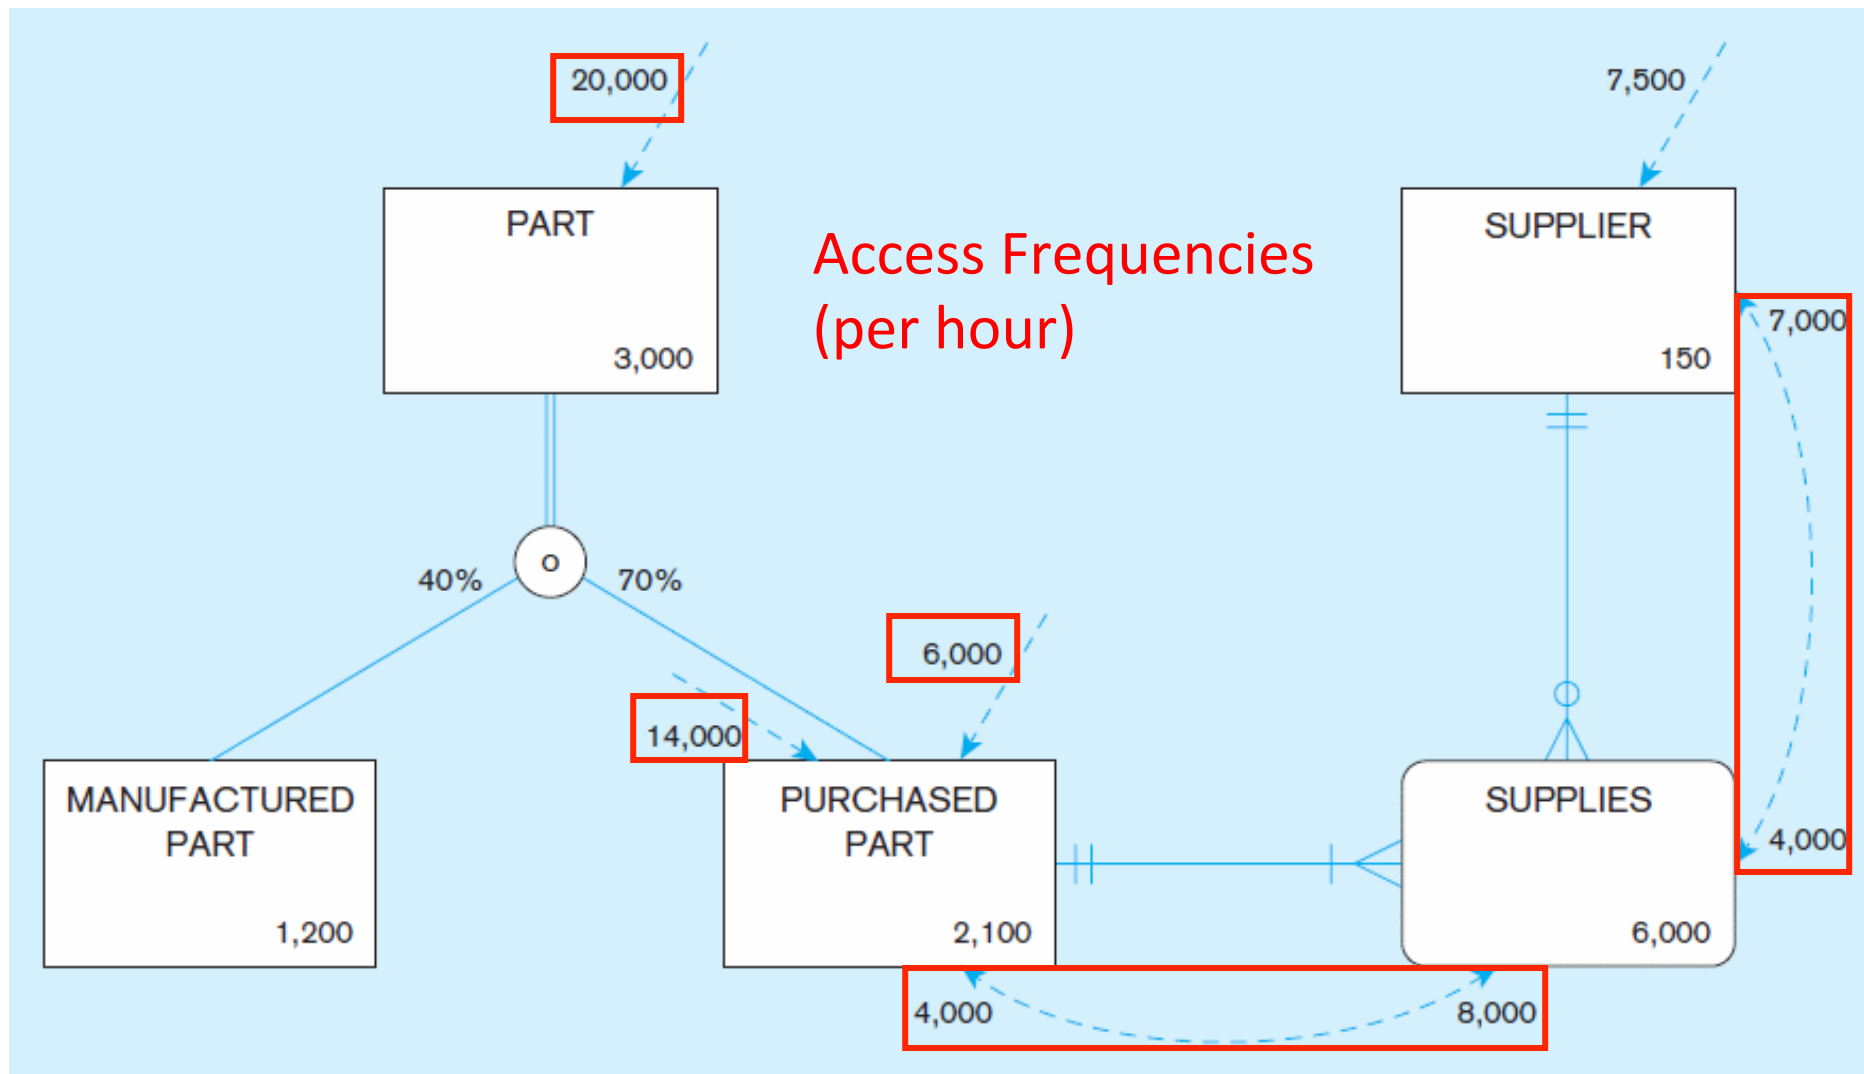 20,000
7,500
PART
3,000
Access Frequencies
(per hour)
SUPPLIER
150
7,000
40%
o
70%
6,000
14,000
MANUFACTURED
PART
1,200
PURCHASED
PART
2,100
SUPPLIES
6,000
4,000
4,000
8,000